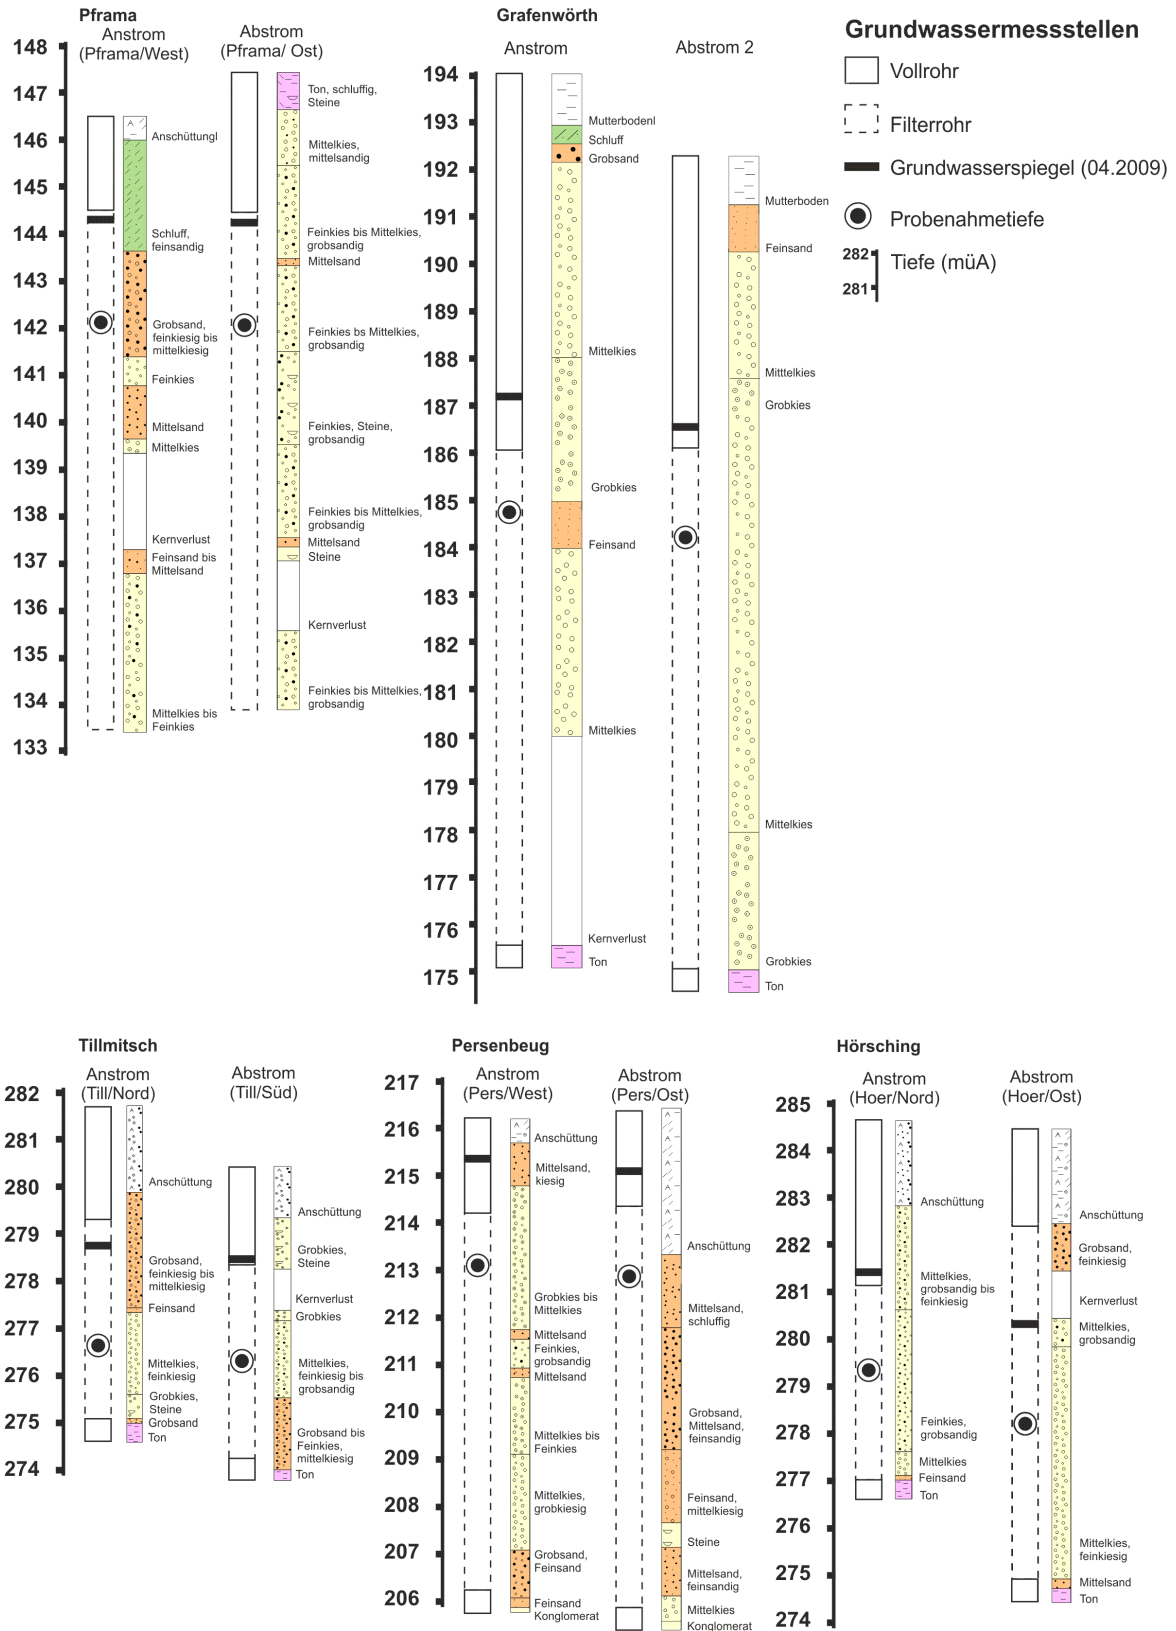 Pframa
Anstrom
(Pframa/West)
Abstrom
(Pframa/ Ost)
148
147
146
145
144
143
142
141
140
139
138
137
136
135
134
133
Anschüttungl
Schluff,
feinsandig
Grobsand,
feinkiesig bis
mittelkiesig
Feinkies
Mittelsand
Mittelkies
Kernverlust
Feinsand bis
Mittelsand
Mittelkies bis
Feinkies
Ton, schluffig,
Steine
Mittelkies,
mittelsandig
Feinkies bis Mittelkies,
grobsandig
Mittelsand
Feinkies bs Mittelkies,
grobsandig
Feinkies, Steine,
grobsandig
Feinkies bis Mittelkies,
grobsandig
Mittelsand
Steine
Kernverlust
Feinkies bis Mittelkies,
grobsandig
Grafenwörth
Anstrom
Abstrom 2
194
193
192
191
190
189
188
187
186
185
184
183
182
181
180
179
178
177
176
175
Mutterbodenl
Schluff
Grobsand
Mittelkies
Grobkies
Feinsand
Mittelkies
Kernverlust
Ton
Mutterboden
Feinsand
Mitttelkies
Grobkies
Mittelkies
Grobkies
Ton
Grundwassermessstellen
Vollrohr
Filterrohr
Grundwasserspiegel (04.2009)
Probenahmetiefe
282
281
Tiefe (müA)
Tillmitsch
Anstrom
(Till/Nord)
Abstrom
(Till/Süd)
282
281
280
279
278
277
276
275
274
Anschüttung
Grobsand,
feinkiesig bis
mittelkiesig
Feinsand
Mittelkies,
feinkiesig
Grobkies,
Steine
Grobsand
Ton
Anschüttung
Grobkies,
Steine
Kernverlust
Grobkies
Mittelkies,
feinkiesig bis
grobsandig
Grobsand bis
Feinkies,
mittelkiesig
Ton
Persenbeug
Anstrom
(Pers/West)
Abstrom
(Pers/Ost)
217
216
215
214
213
212
211
210
209
208
207
206
Anschüttung
Mittelsand,
kiesig
Grobkies bis
Mittelkies
Mittelsand
Feinkies,
grobsandig
Mittelsand
Mittelkies bis
Feinkies
Mittelkies,
grobkiesig
Grobsand,
Feinsand
Feinsand
Konglomerat
Anschüttung
Mittelsand,
schluffig
Grobsand,
Mittelsand,
feinsandig
Feinsand,
mittelkiesig
Steine
Mittelsand,
feinsandig
Mittelkies
Konglomerat
Hörsching
Anstrom
(Hoer/Nord)
Abstrom
(Hoer/Ost)
285
284
283
282
281
280
279
278
277
276
275
274
Anschüttung
Mittelkies,
grobsandig bis
feinkiesig
Feinkies,
grobsandig
Mittelkies
Feinsand
Ton
Anschüttung
Grobsand,
feinkiesig
Kernverlust
Mittelkies,
grobsandig
Mittelkies,
feinkiesig
Mittelsand
Ton